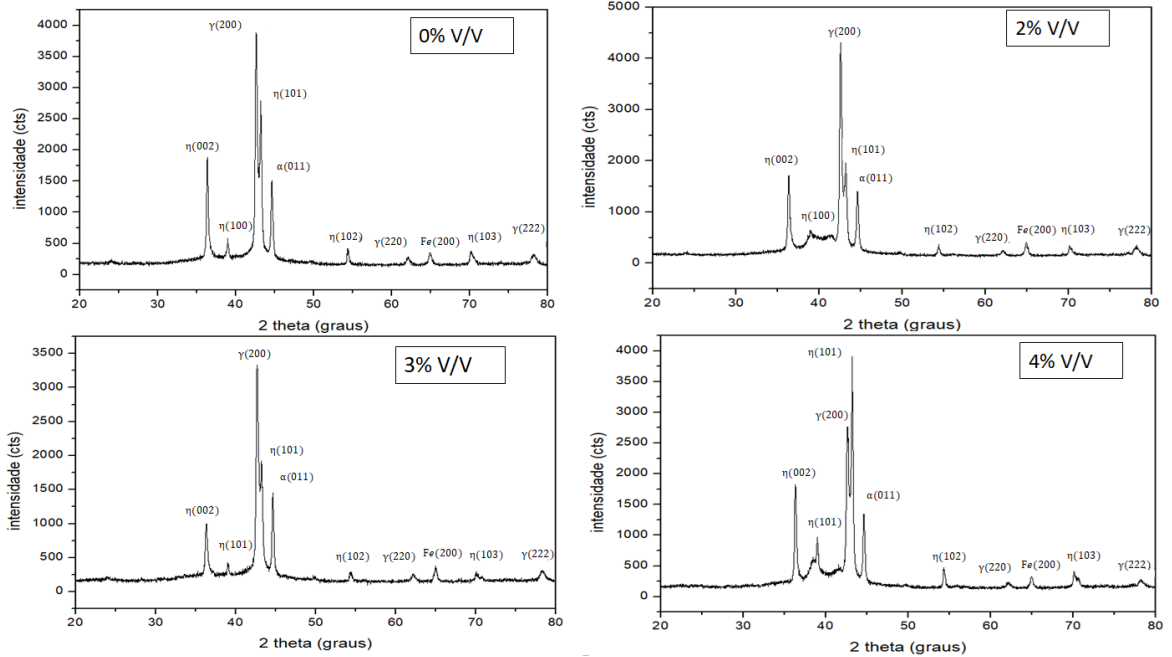 0% V/V
γ(200)
η(101)
η(002)
α(011)
η(100)
η(102)
γ(220)
Fe(200)
η(103)
γ(222)
4000
3500
3000
2500
2000
1500
1000
500
0
20 30 40 50 60 70 80
intensidade (cts)
2 theta (graus)
2% V/V
γ(200)
η(002)
η(101)
α(011)
η(100)
η(102)
γ(220)
Fe(200)
η(103)
γ(222)
5000
4000
3000
2000
1000
0
20 30 40 50 60 70 80
intensidade (cts)
2 theta (graus)
3% V/V
γ(200)
η(101)
α(011)
η(002)
η(101)
η(102)
γ(220)
Fe(200)
η(103)
γ(222)
3500
3000
2500
2000
1500
1000
500
0
20 30 40 50 60 70 80
intensidade (cts)
2 theta (graus)
4% V/V
η(101)
γ(200)
η(002)
α(011)
η(101)
η(102)
γ(220)
Fe(200)
η(103)
γ(222)
4000
3500
3000
2500
2000
1500
1000
500
0
20 30 40 50 60 70 80
intensidade (cts)
2 theta (graus)